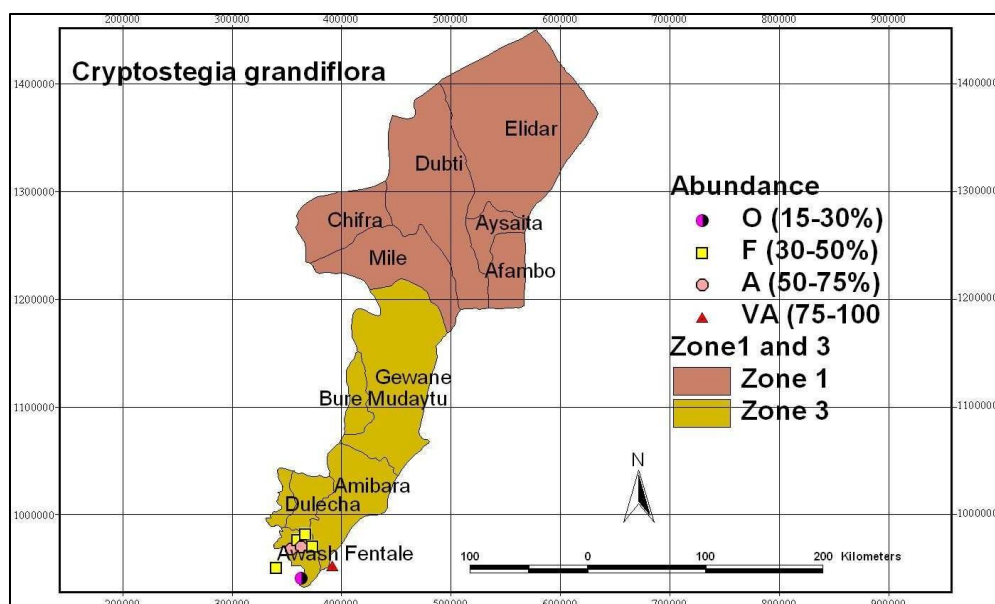 200000 300000 400000 500000 600000 700000 800000 900000
Cryptostegia grandiflora
1400000 1400000
Elidar
Dubti
Abundance
1300000 1300000
O (15-30%)
Chifra
Aysaita
F (30-50%)
Mile
Afambo
A (50-75%)
1200000 1200000
VA (75-100
Zone1 and 3
Gewane
Zone 1
Bure Mudaytu
Zone 3
1100000 1100000
N
Amibara
Dulecha
1000000 1000000
Awash Fentale
100 0 100 200 Kilometers
200000 300000 400000 500000 600000 700000 800000 900000